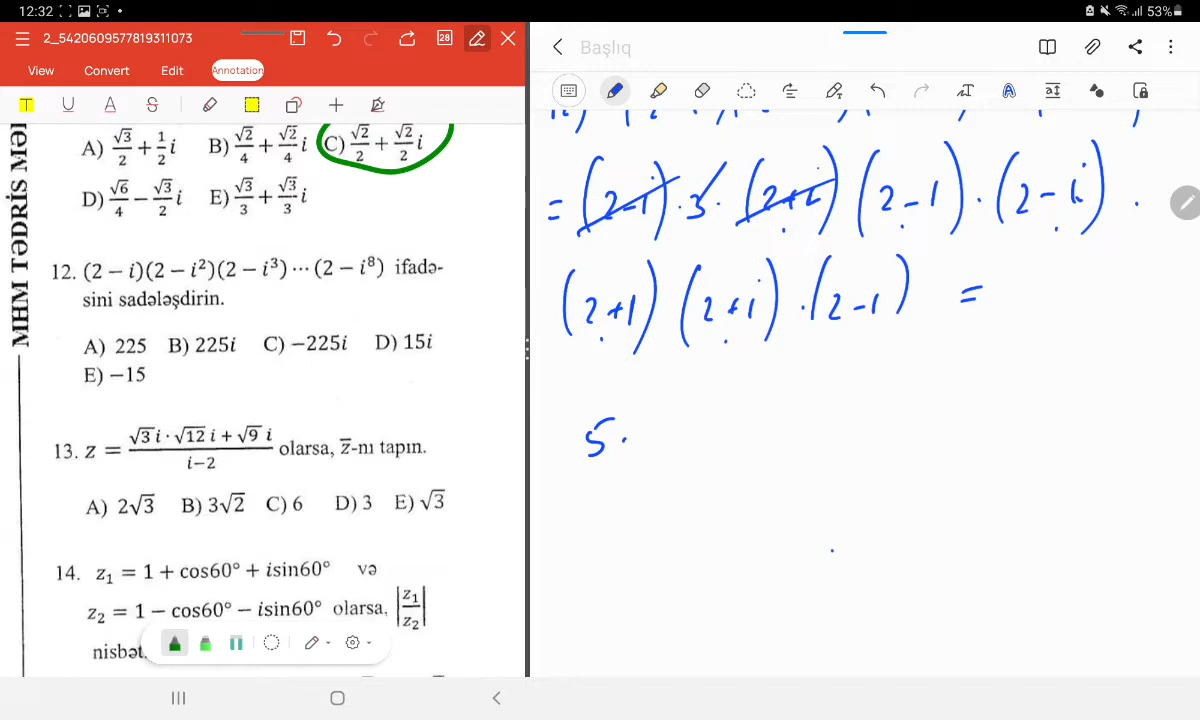 12:32
53%
2_5420609577819311073
28
View Convert Edit Annotation
MHM TƏDRİS
A) √3/2 + 1/2 i B) √2/4 + √2/4 i C) √2/2 + √2/2 i
D) √6/4 − √3/2 i E) √3/3 + √3/3 i
12. (2 − i)(2 − i²)(2 − i³) ⋯ (2 − i⁸) ifadə-
sini sadələşdirin.
A) 225 B) 225i C) −225i D) 15i
E) −15
13. z = (√3 i · √12 i + √9 i)/(i−2) olarsa, z̅-nı tapın.
A) 2√3 B) 3√2 C) 6 D) 3 E) √3
14. z₁ = 1 + cos60° + isin60° və
z₂ = 1 − cos60° − isin60° olarsa, |z₁/z₂|
nisbət
Başlıq
= (2-i) · 3 · (2+i) (2-1) · (2-i) ·
(2+1) (2+i) · (2-1) =
5 ·